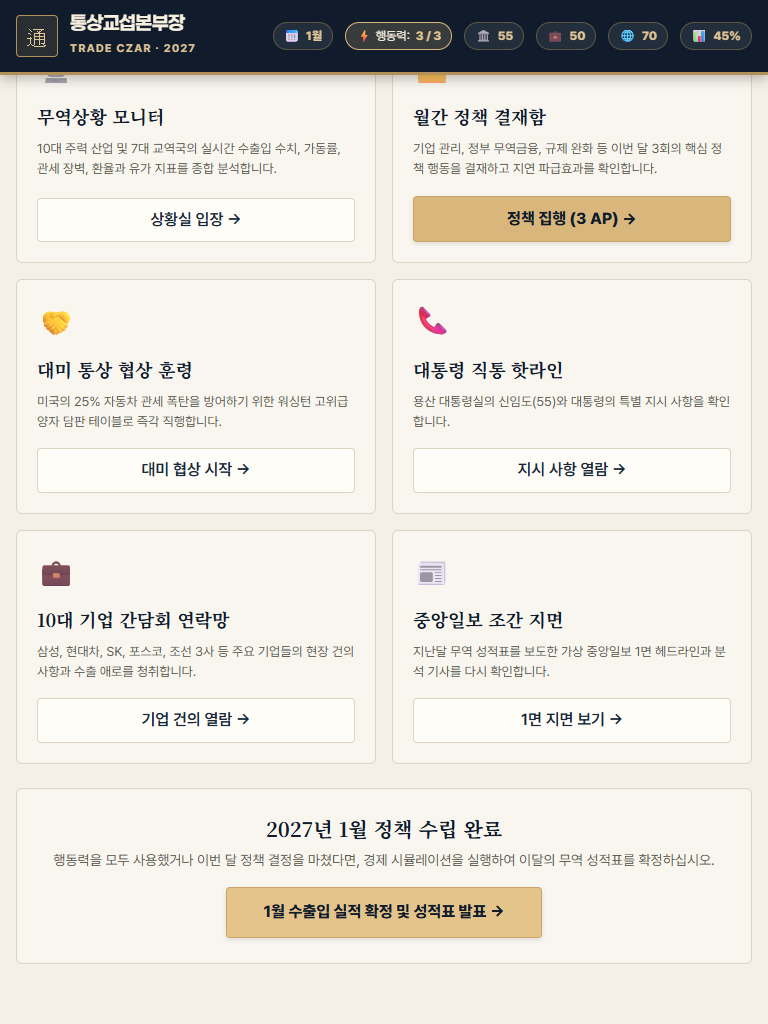 通
통상교섭본부장
TRADE CZAR · 2027
1월
행동력: 3 / 3
55
50
70
45%
무역상황 모니터
10대 주력 산업 및 7대 교역국의 실시간 수출입 수치, 가동률,
관세 장벽, 환율과 유가 지표를 종합 분석합니다.
상황실 입장 →
월간 정책 결재함
기업 관리, 정부 무역금융, 규제 완화 등 이번 달 3회의 핵심 정
책 행동을 결재하고 지연 파급효과를 확인합니다.
정책 집행 (3 AP) →
대미 통상 협상 훈령
미국의 25% 자동차 관세 폭탄을 방어하기 위한 워싱턴 고위급
양자 담판 테이블로 즉각 직행합니다.
대미 협상 시작 →
대통령 직통 핫라인
용산 대통령실의 신임도(55)와 대통령의 특별 지시 사항을 확인
합니다.
지시 사항 열람 →
10대 기업 간담회 연락망
삼성, 현대차, SK, 포스코, 조선 3사 등 주요 기업들의 현장 건의
사항과 수출 애로를 청취합니다.
기업 건의 열람 →
중앙일보 조간 지면
지난달 무역 성적표를 보도한 가상 중앙일보 1면 헤드라인과 분
석 기사를 다시 확인합니다.
1면 지면 보기 →
2027년 1월 정책 수립 완료
행동력을 모두 사용했거나 이번 달 정책 결정을 마쳤다면, 경제 시뮬레이션을 실행하여 이달의 무역 성적표를 확정하십시오.
1월 수출입 실적 확정 및 성적표 발표 →